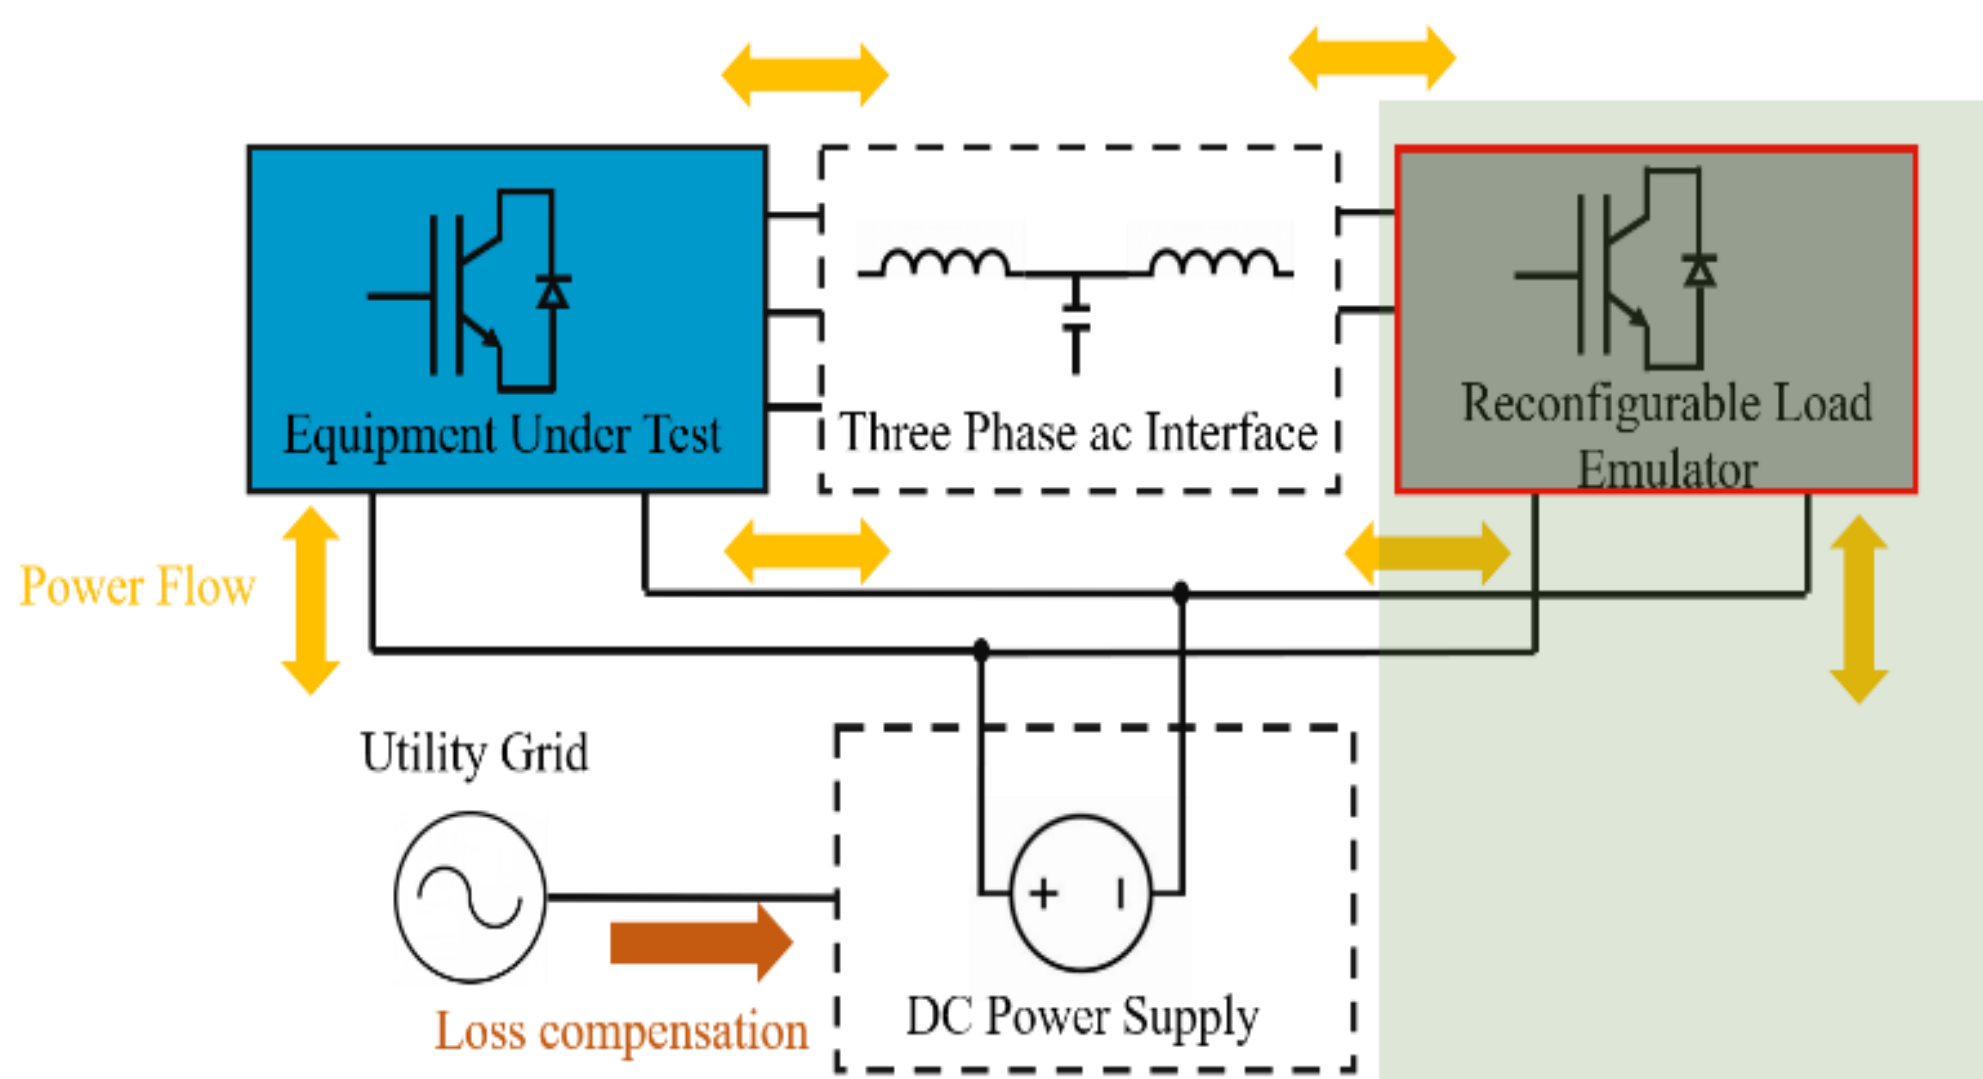 Equipment Under Test
Three Phase ac Interface
Reconfigurable Load
Emulator
Power Flow
Utility Grid
+
Loss compensation
DC Power Supply